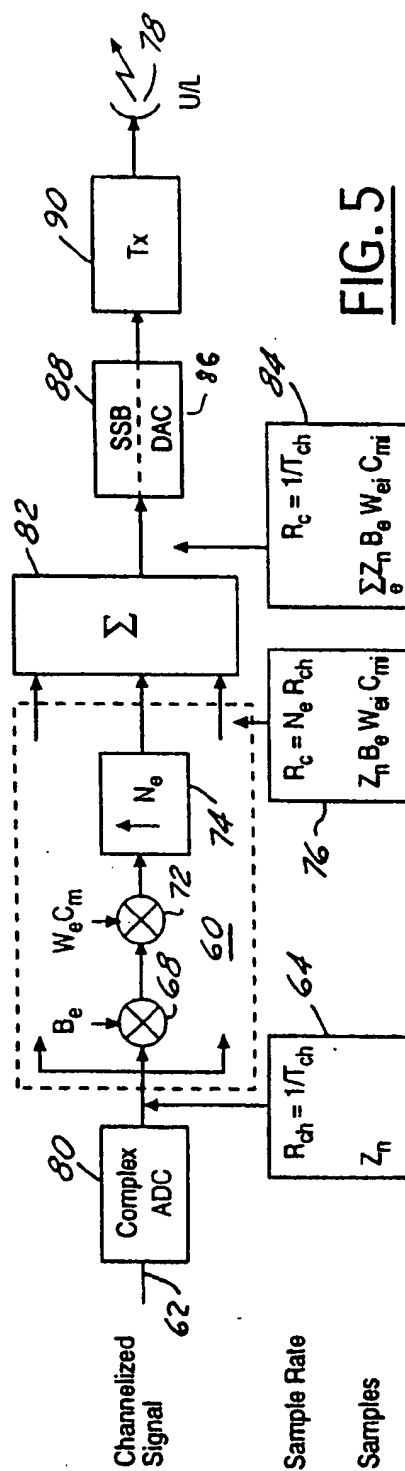 Channelized
Signal
62
80
Complex
ADC
B_e
68
W_e C_m
72
60
↑ N_e
74
82
Σ
88
SSB
DAC
86
90
Tx
78
U/L
Sample Rate
Samples
64
R_ch = 1/T_ch
Z_n
76
R_c = N_e R_ch
Z_n B_e W_ei C_mi
84
R_c = 1/T_ch
Σ_e Z_n B_e W_ei C_mi
FIG. 5